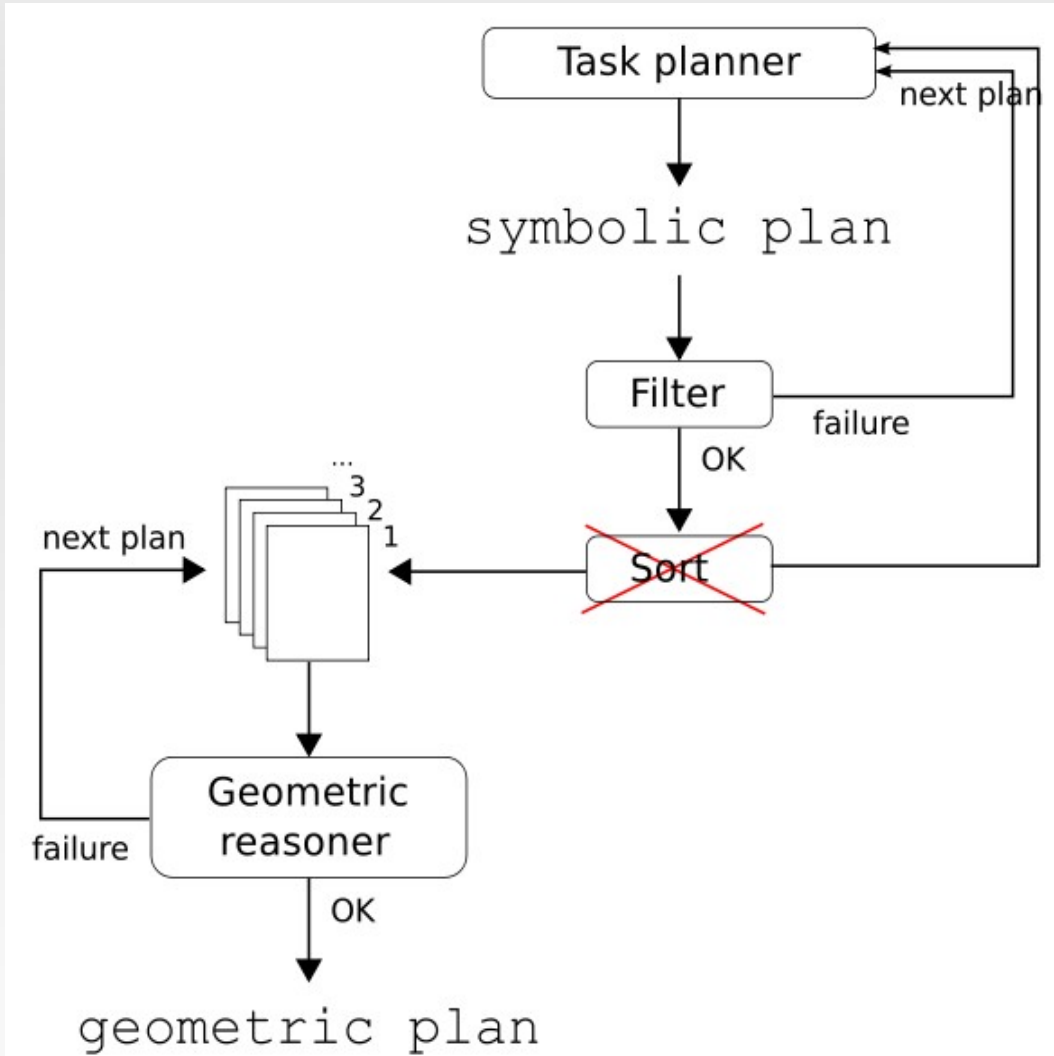 Task planner
next plan
symbolic plan
Filter
failure
OK
...
3
2
1
next plan
Sort
Geometric
reasoner
failure
OK
geometric plan